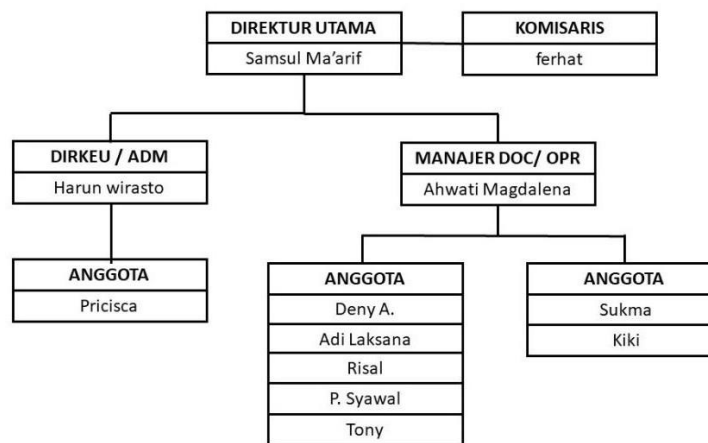 DIREKTUR UTAMA
Samsul Ma'arif
KOMISARIS
ferhat
DIRKEU / ADM
Harun wirasto
MANAJER DOC/ OPR
Ahwati Magdalena
ANGGOTA
Pricisca
ANGGOTA
Deny A.
Adi Laksana
Risal
P. Syawal
Tony
ANGGOTA
Sukma
Kiki